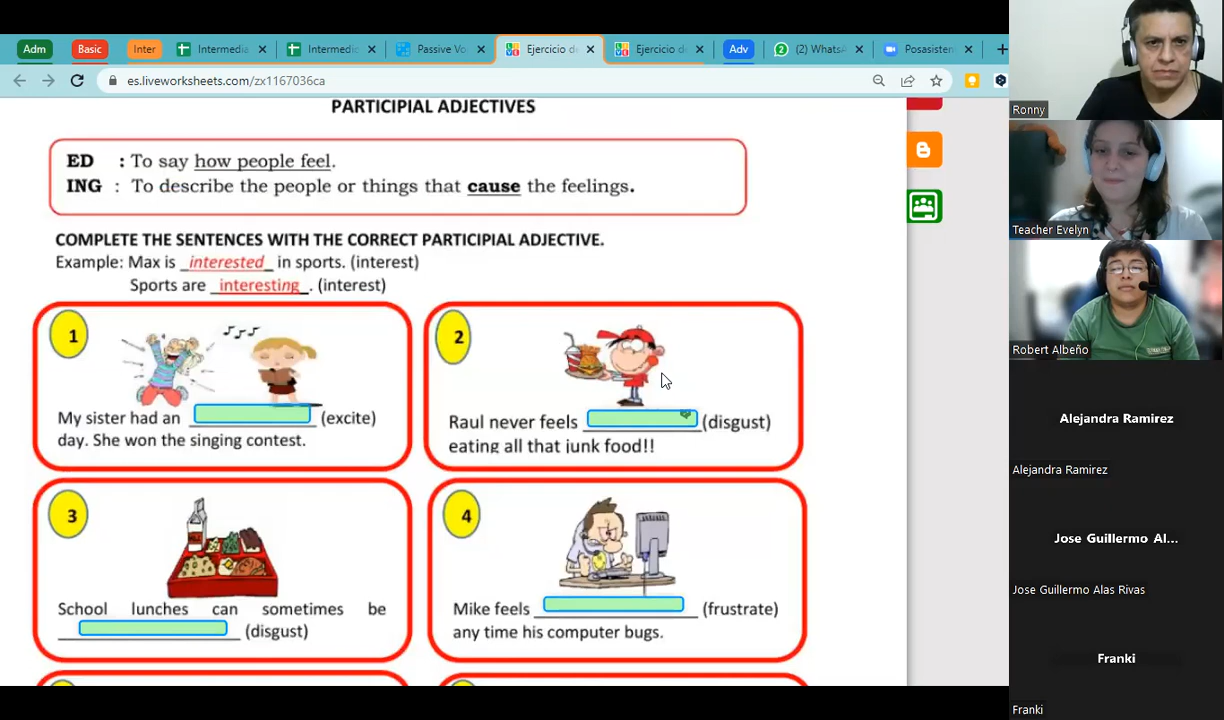 Adm
Basic
Inter
Intermedia
Intermedic
Passive Vo
Ejercicio de
Ejercicio de
Adv
(2) WhatsA
Posasisten
es.liveworksheets.com/zx1167036ca
PARTICIPIAL ADJECTIVES
ED : To say how people feel.
ING : To describe the people or things that cause the feelings.
COMPLETE THE SENTENCES WITH THE CORRECT PARTICIPIAL ADJECTIVE.
Example: Max is _interested_ in sports. (interest)
Sports are _interesting_. (interest)
1
My sister had an (excite)
day. She won the singing contest.
2
Raul never feels (disgust)
eating all that junk food!!
3
School lunches can sometimes be
(disgust)
4
Mike feels (frustrate)
any time his computer bugs.
Ronny
Teacher Evelyn
Robert Albeño
Alejandra Ramirez
Alejandra Ramirez
Jose Guillermo Al...
Jose Guillermo Alas Rivas
Franki
Franki